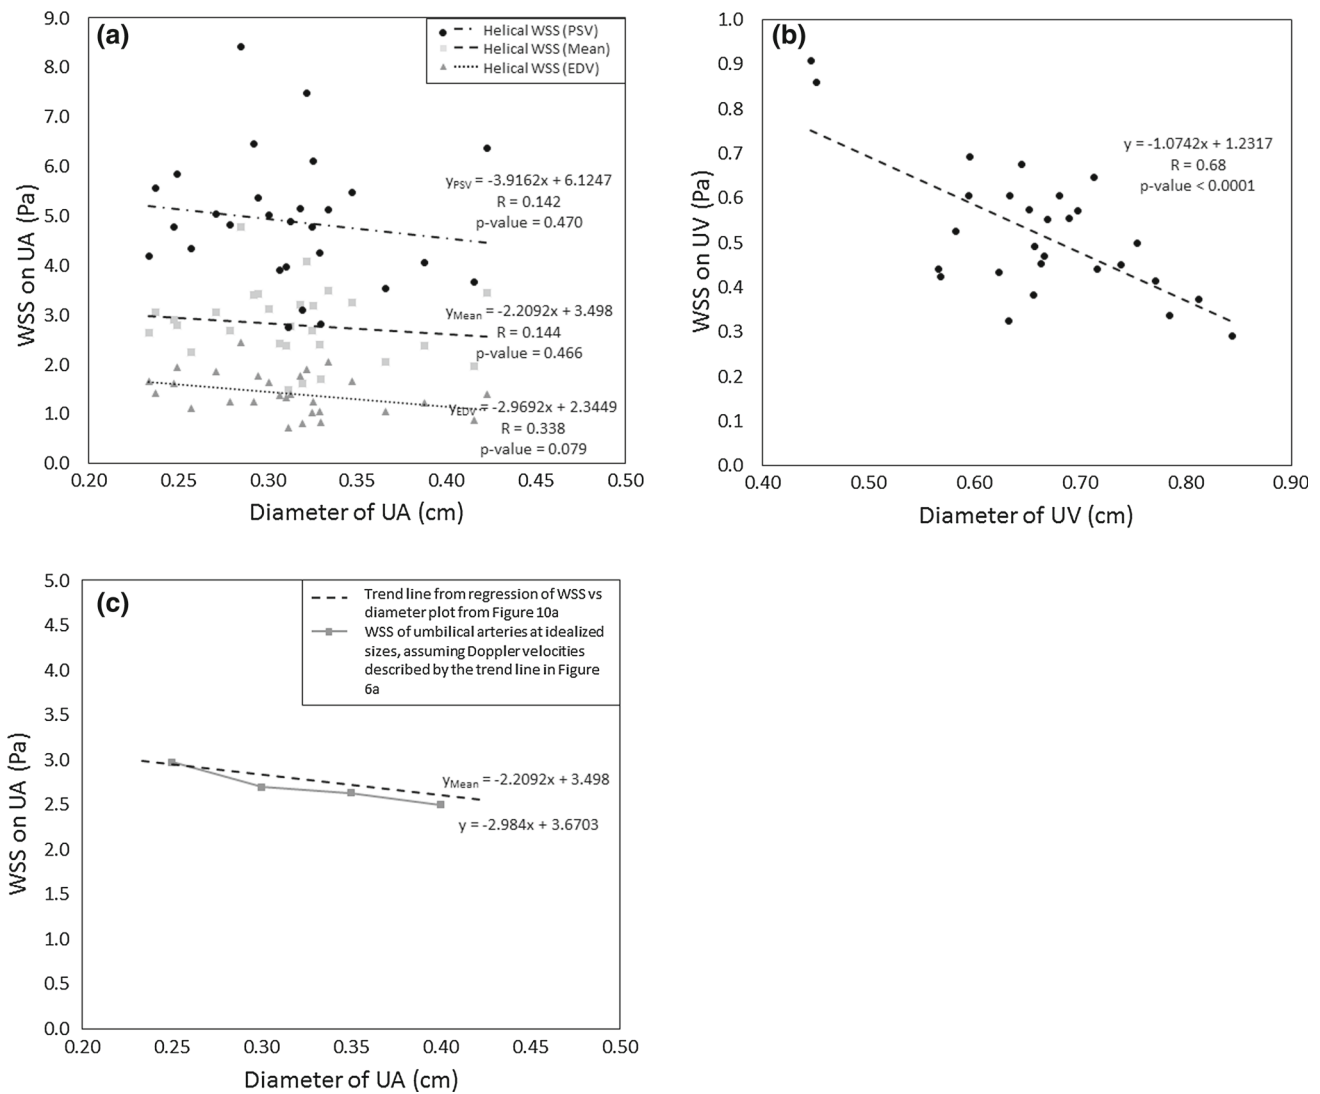 (a)
Helical WSS (PSV)
Helical WSS (Mean)
Helical WSS (EDV)
9.0
8.0
7.0
6.0
5.0
4.0
3.0
2.0
1.0
0.0
WSS on UA (Pa)
yPSV = -3.9162x + 6.1247
R = 0.142
p-value = 0.470
yMean = -2.2092x + 3.498
R = 0.144
p-value = 0.466
yEDV = -2.9692x + 2.3449
R = 0.338
p-value = 0.079
0.20 0.25 0.30 0.35 0.40 0.45 0.50
Diameter of UA (cm)
(b)
1.0
0.9
0.8
0.7
0.6
0.5
0.4
0.3
0.2
0.1
0.0
WSS on UV (Pa)
y = -1.0742x + 1.2317
R = 0.68
p-value < 0.0001
0.40 0.50 0.60 0.70 0.80 0.90
Diameter of UV (cm)
(c)
Trend line from regression of WSS vs
diameter plot from Figure 10a
WSS of umbilical arteries at idealized
sizes, assuming Doppler velocities
described by the trend line in Figure
6a
5.0
4.5
4.0
3.5
3.0
2.5
2.0
1.5
1.0
0.5
0.0
WSS on UA (Pa)
yMean = -2.2092x + 3.498
y = -2.984x + 3.6703
0.20 0.25 0.30 0.35 0.40 0.45 0.50
Diameter of UA (cm)